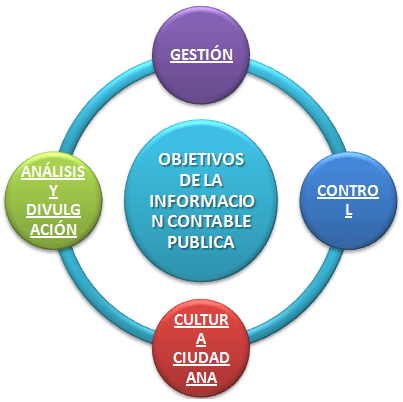 GESTIÓN
OBJETIVOS
DE LA
INFORMACIO
N CONTABLE
PUBLICA
ANÁLISIS
Y
DIVULG
ACIÓN
CONTRO
L
CULTUR
A
CIUDAD
ANA